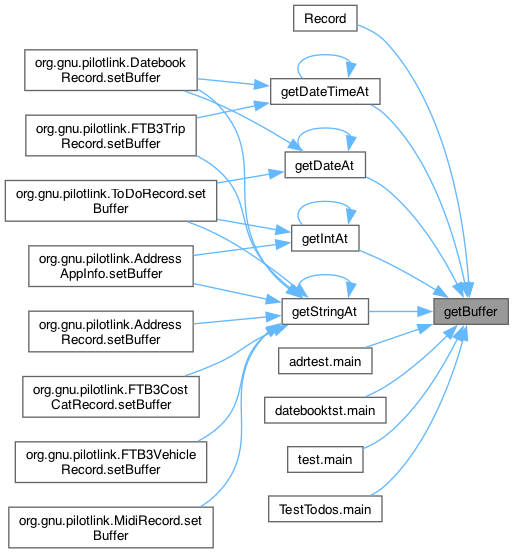 Record
org.gnu.pilotlink.Datebook
Record.setBuffer
getDateTimeAt
org.gnu.pilotlink.FTB3Trip
Record.setBuffer
getDateAt
org.gnu.pilotlink.ToDoRecord.set
Buffer
getIntAt
org.gnu.pilotlink.Address
AppInfo.setBuffer
getStringAt
getBuffer
org.gnu.pilotlink.Address
Record.setBuffer
adrtest.main
org.gnu.pilotlink.FTB3Cost
CatRecord.setBuffer
datebooktst.main
org.gnu.pilotlink.FTB3Vehicle
Record.setBuffer
test.main
org.gnu.pilotlink.MidiRecord.set
Buffer
TestTodos.main